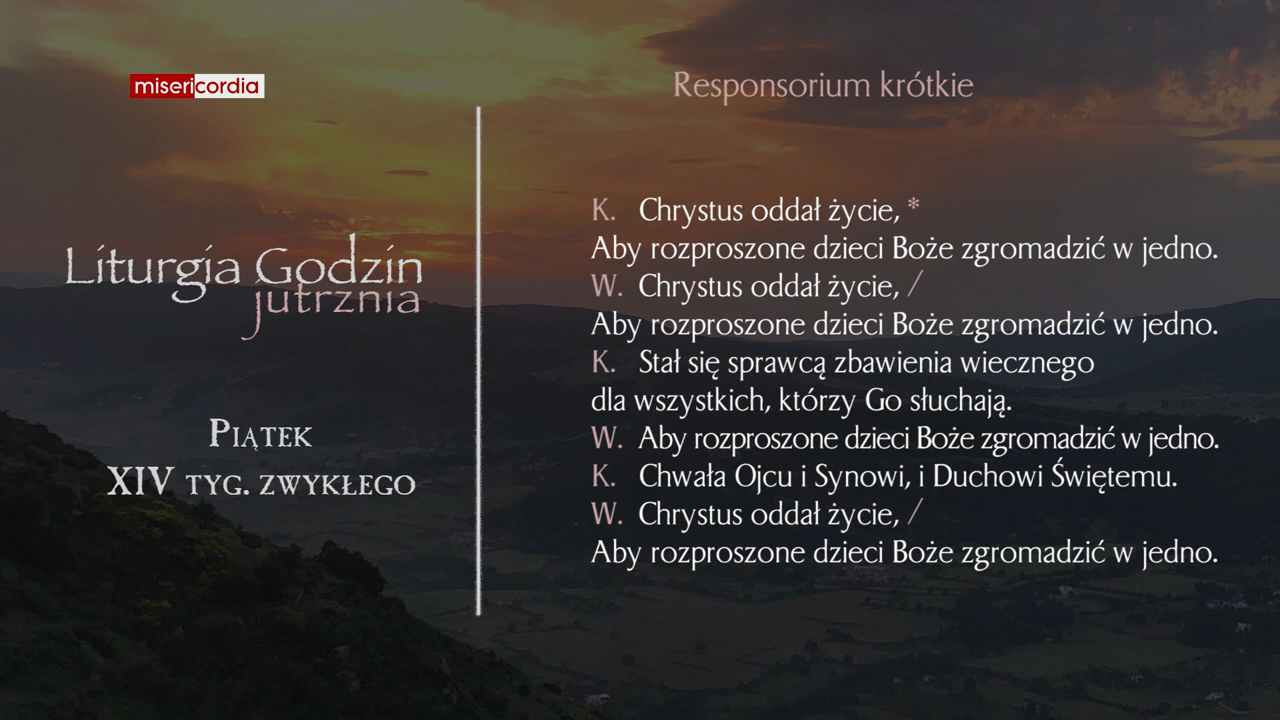 misericordia
Liturgia Godzin
jutrznia
Piątek
XIV tyg. zwykłego
Responsorium krótkie
K. Chrystus oddał życie, *
Aby rozproszone dzieci Boże zgromadzić w jedno.
W. Chrystus oddał życie, /
Aby rozproszone dzieci Boże zgromadzić w jedno.
K. Stał się sprawcą zbawienia wiecznego
dla wszystkich, którzy Go słuchają.
W. Aby rozproszone dzieci Boże zgromadzić w jedno.
K. Chwała Ojcu i Synowi, i Duchowi Świętemu.
W. Chrystus oddał życie, /
Aby rozproszone dzieci Boże zgromadzić w jedno.